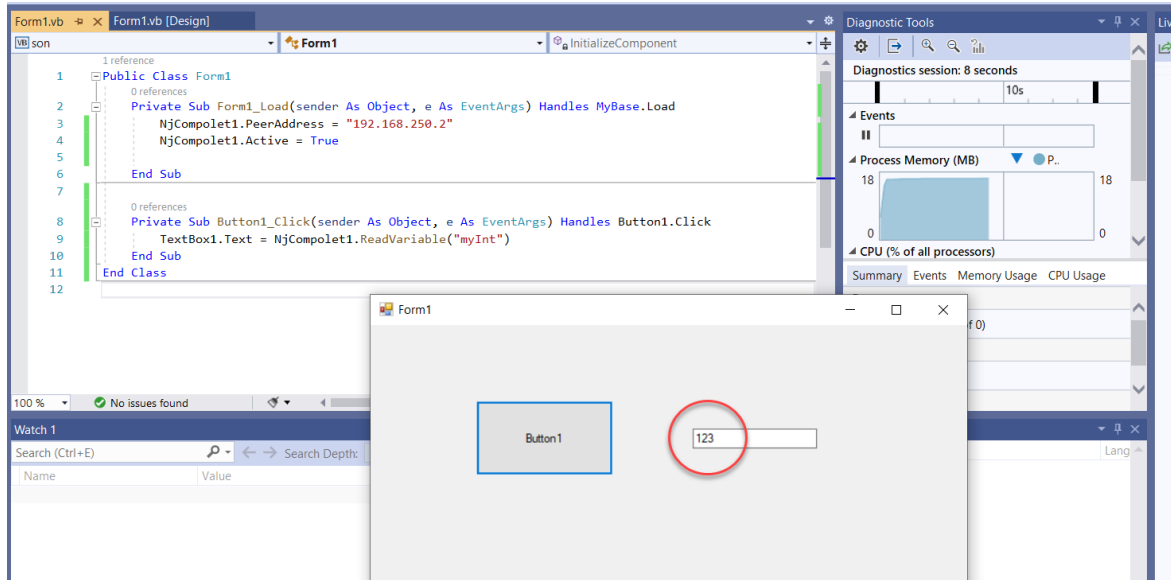 Form1.vb Form1.vb [Design]
VB son Form1 InitializeComponent
1 reference
1 Public Class Form1
0 references
2 Private Sub Form1_Load(sender As Object, e As EventArgs) Handles MyBase.Load
3 NjCompolet1.PeerAddress = "192.168.250.2"
4 NjCompolet1.Active = True
5
6 End Sub
7
0 references
8 Private Sub Button1_Click(sender As Object, e As EventArgs) Handles Button1.Click
9 TextBox1.Text = NjCompolet1.ReadVariable("myInt")
10 End Sub
11 End Class
12
100 % No issues found
Watch 1
Search (Ctrl+E) Search Depth:
Name Value
Lang
Form1
Button1 123
Diagnostic Tools
Diagnostics session: 8 seconds
10s
Events
Process Memory (MB) P..
18 18
0 0
CPU (% of all processors)
Summary Events Memory Usage CPU Usage
of 0)
Liv